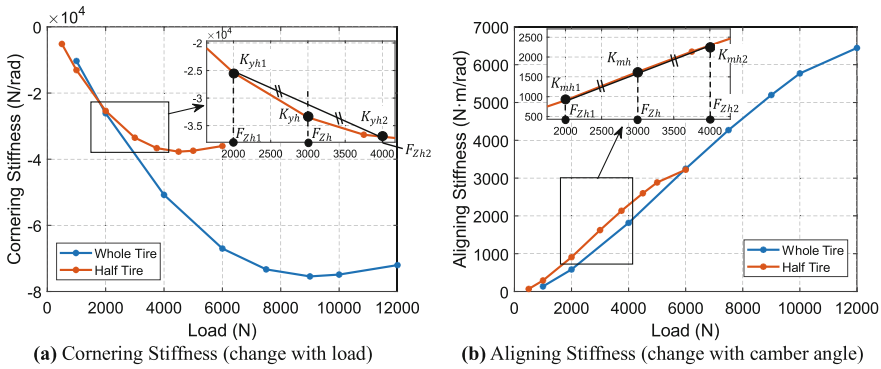 × 10⁴
Cornering Stiffness (N/rad)
0
-2
-4
-6
-8
0
2000
4000
6000
8000
10000
12000
Load (N)
Whole Tire
Half Tire
× 10⁴
-2
-2.5
-3
-3.5
2000
2500
3000
3500
4000
K_yh1
K_yh
K_yh2
F_Zh1
F_Zh
F_Zh2
(a) Cornering Stiffness (change with load)
Aligning Stiffness (N·m/rad)
7000
6000
5000
4000
3000
2000
1000
0
0
2000
4000
6000
8000
10000
12000
Load (N)
Whole Tire
Half Tire
2500
2000
1500
1000
500
2000
2500
3000
3500
4000
K_mh1
K_mh
K_mh2
F_Zh1
F_Zh
F_Zh2
(b) Aligning Stiffness (change with camber angle)